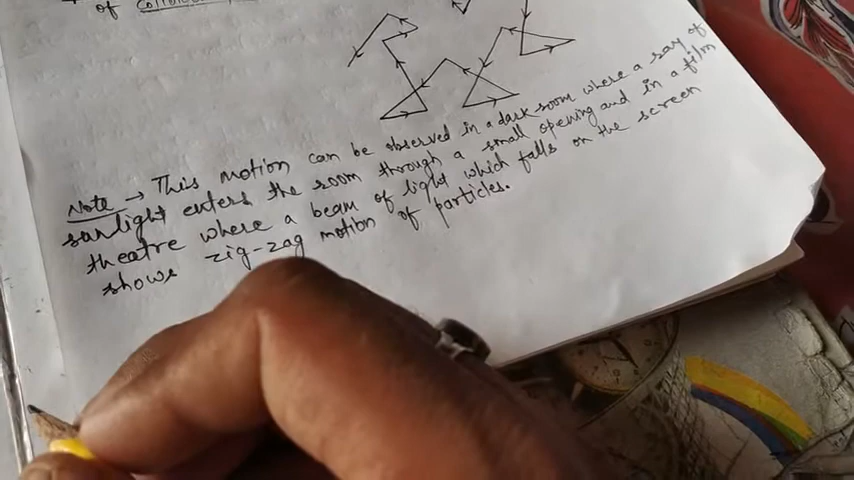 of
Note → This motion can be observed in a dark room where a ray of
sunlight enters the room through a small opening and in a film
theatre where a beam of light which falls on the screen
shows zig-zag motion of particles.